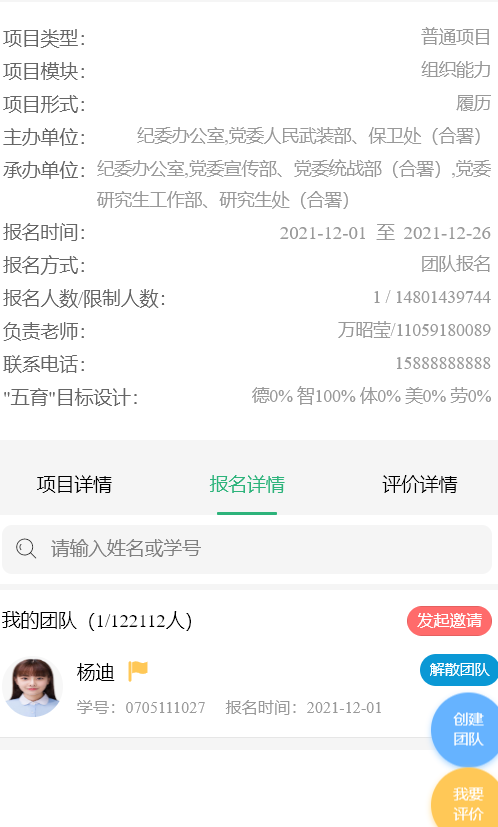 项目类型： 普通项目
项目模块： 组织能力
项目形式： 履历
主办单位： 纪委办公室,党委人民武装部、保卫处（合署）
承办单位： 纪委办公室,党委宣传部、党委统战部（合署）,党委
研究生工作部、研究生处（合署）
报名时间： 2021-12-01 至 2021-12-26
报名方式： 团队报名
报名人数/限制人数： 1 / 14801439744
负责老师： 万昭莹/11059180089
联系电话： 15888888888
"五育"目标设计： 德0% 智100% 体0% 美0% 劳0%
项目详情 报名详情 评价详情
请输入姓名或学号
我的团队（1/122112人） 发起邀请
杨迪 解散团队
学号：0705111027 报名时间：2021-12-01
创建
团队
我要
评价